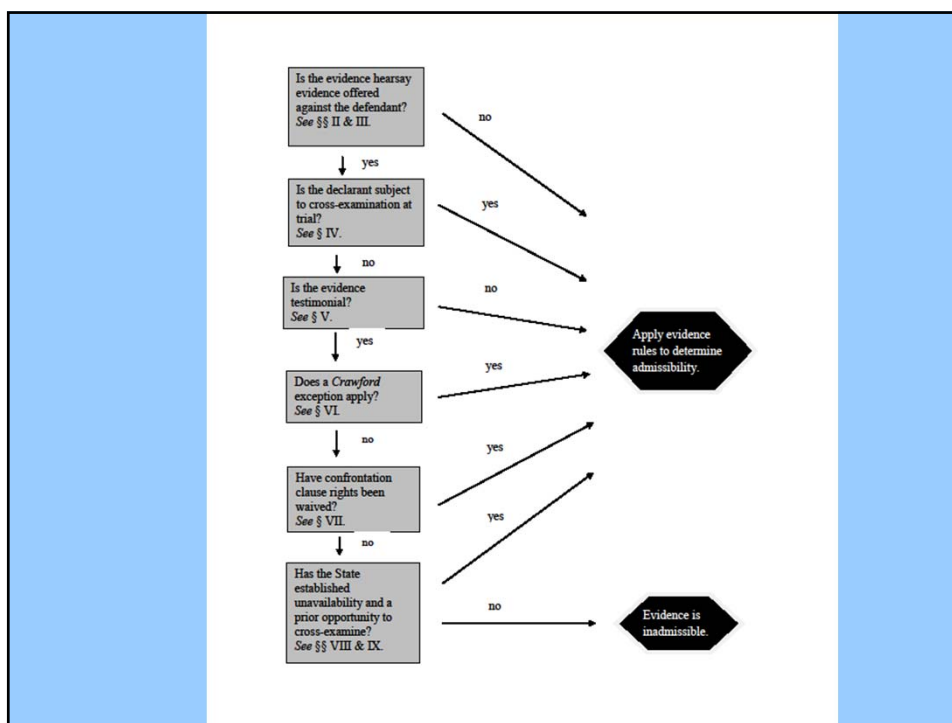 Is the evidence hearsay
evidence offered
against the defendant?
See §§ II & III.
no
yes
Is the declarant subject
to cross-examination at
trial?
See § IV.
yes
no
Is the evidence
testimonial?
See § V.
no
yes
Apply evidence
rules to determine
admissibility.
Does a Crawford
exception apply?
See § VI.
yes
no
Have confrontation
clause rights been
waived?
See § VII.
yes
no
Has the State
established
unavailability and a
prior opportunity to
cross-examine?
See §§ VIII & IX.
yes
no
Evidence is
inadmissible.